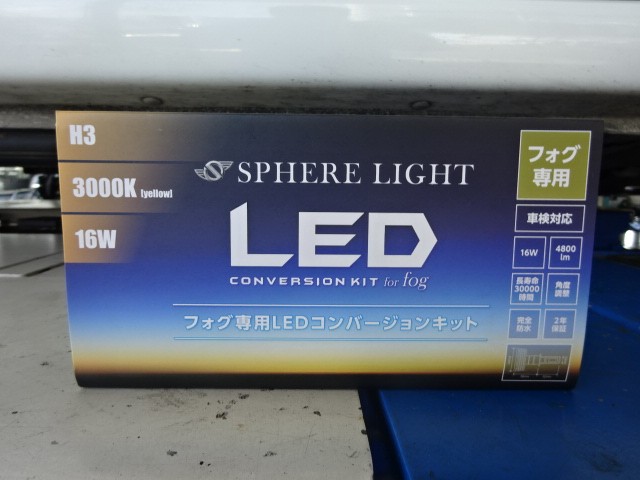 H3
3000K [yellow]
16W
SPHERE LIGHT
LED
CONVERSION KIT for fog
フォグ専用LEDコンバージョンキット
フォグ
専用
車検対応
16W
4800
lm
長寿命
30000
時間
角度
調整
完全
防水
2年
保証